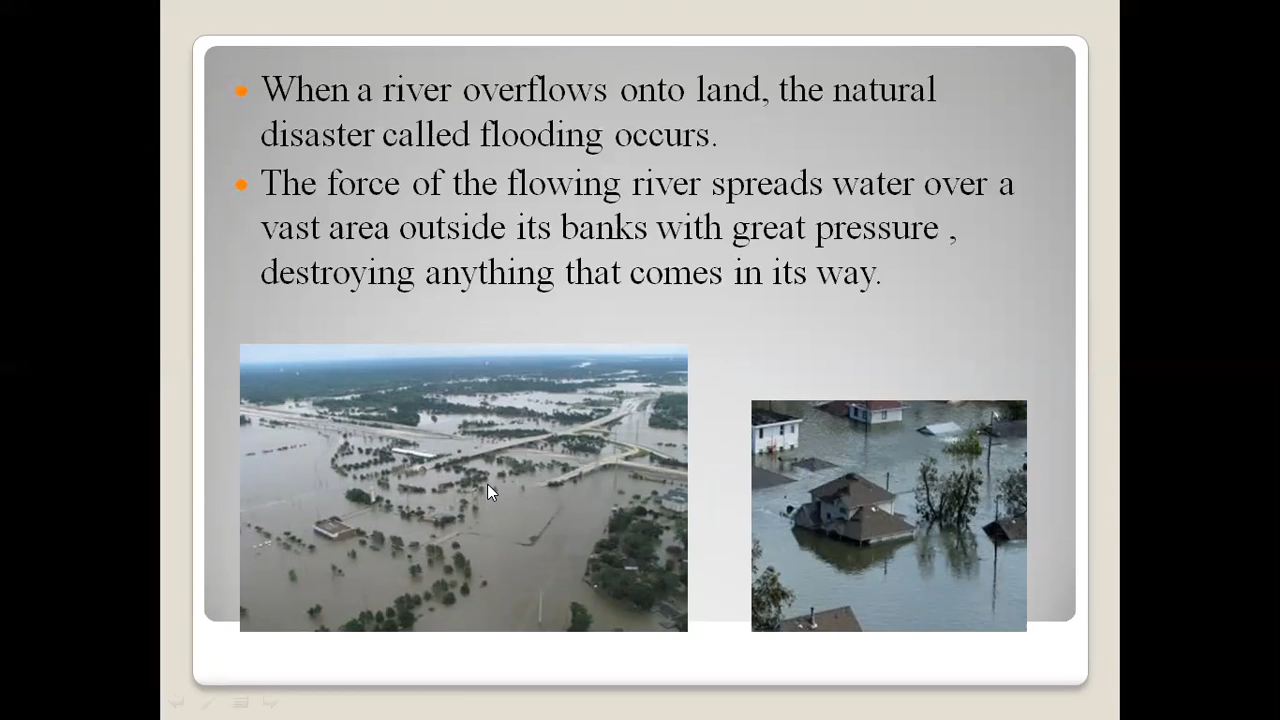 When a river overflows onto land, the natural
disaster called flooding occurs.
The force of the flowing river spreads water over a
vast area outside its banks with great pressure ,
destroying anything that comes in its way.